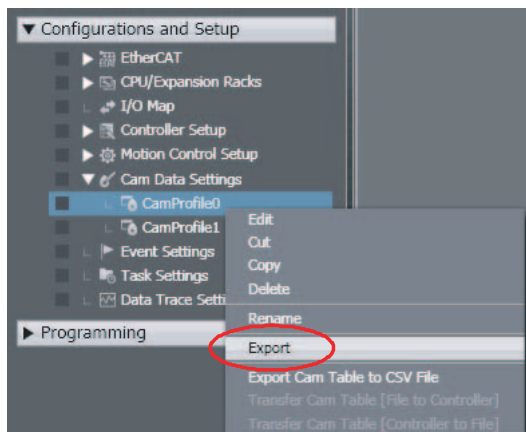 Configurations and Setup
EtherCAT
CPU/Expansion Racks
I/O Map
Controller Setup
Motion Control Setup
Cam Data Settings
CamProfile0
CamProfile1
Event Settings
Task Settings
Data Trace Setti
Programming
Edit
Cut
Copy
Delete
Rename
Export
Export Cam Table to CSV File
Transfer Cam Table [File to Controller]
Transfer Cam Table [Controller to File]